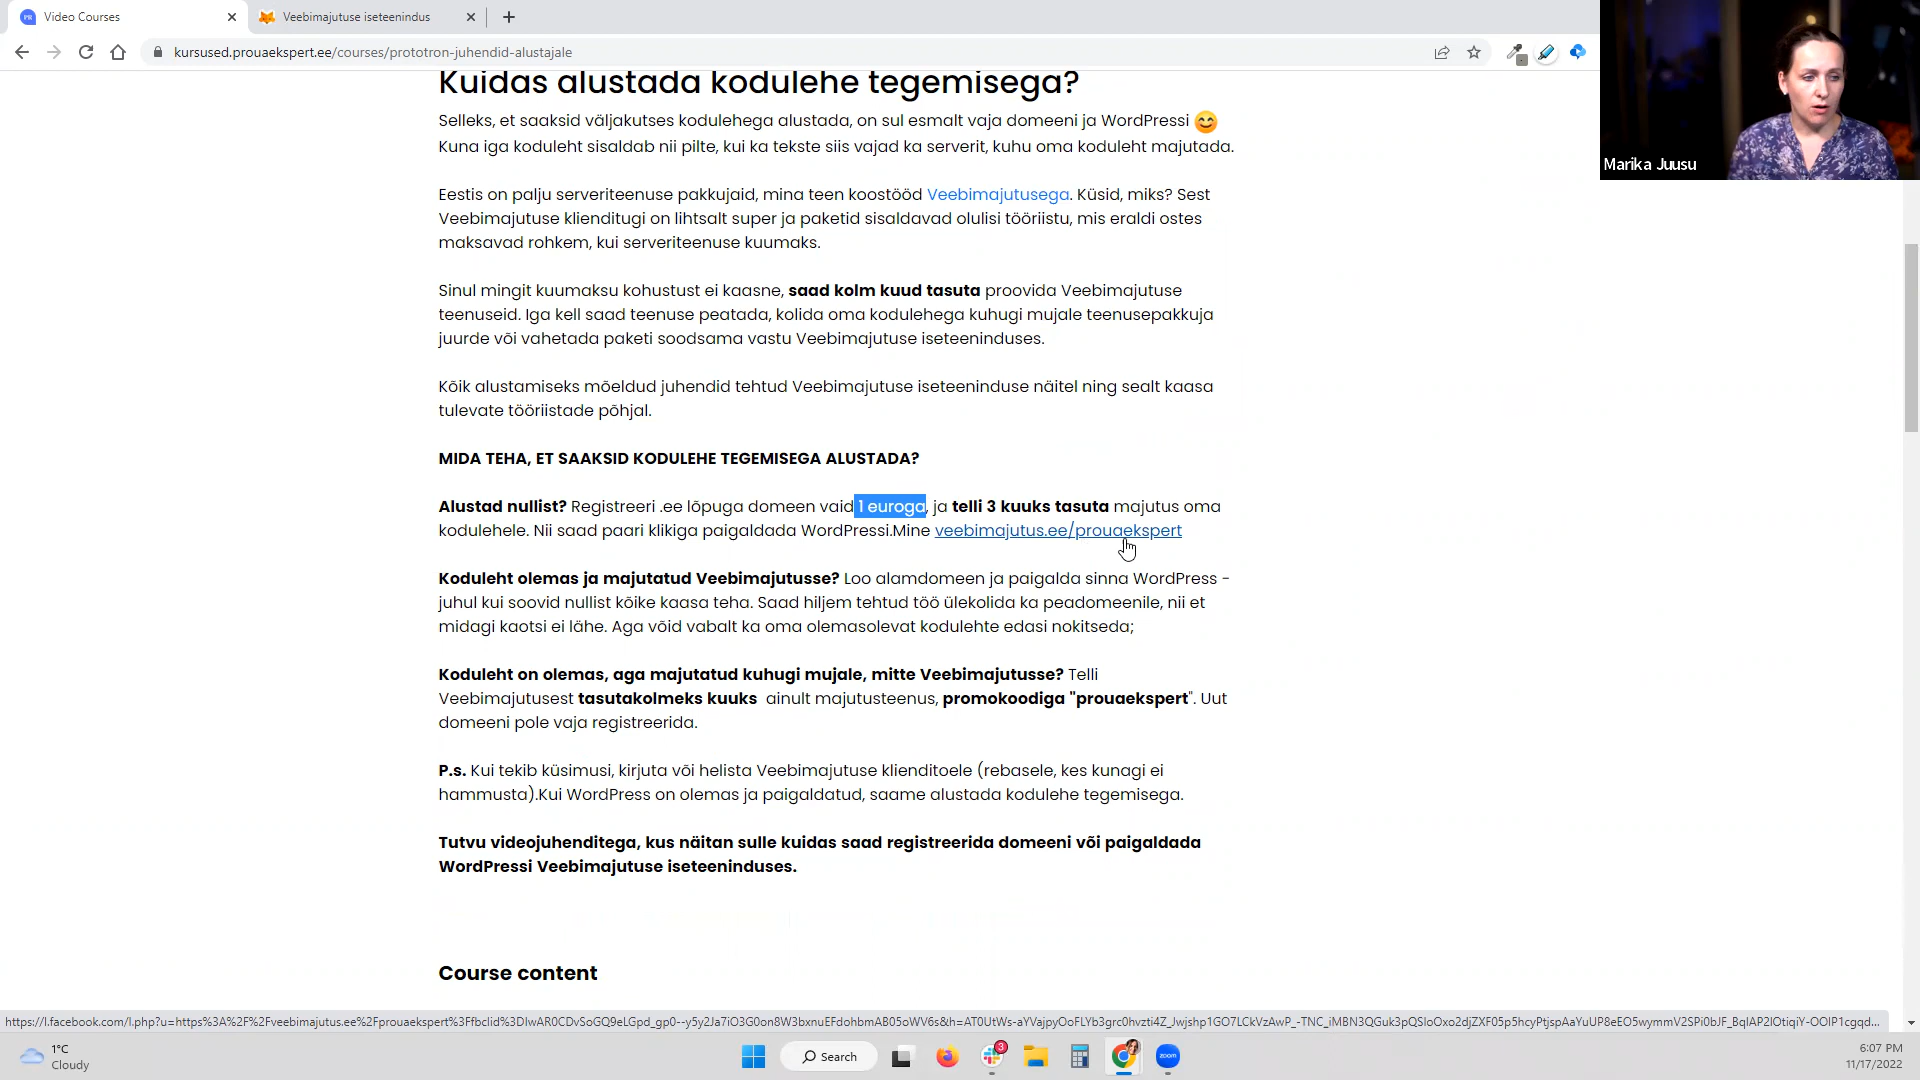 Video Courses
Veebimajutuse iseteenindus
kursused.prouaekspert.ee/courses/prototron-juhendid-alustajale
Marika Juusu
Kuidas alustada kodulehe tegemisega?
Selleks, et saaksid väljakutses kodulehega alustada, on sul esmalt vaja domeeni ja WordPressi 😊
Kuna iga koduleht sisaldab nii pilte, kui ka tekste siis vajad ka serverit, kuhu oma koduleht majutada.
Eestis on palju serveriteenuse pakkujaid, mina teen koostööd Veebimajutusega. Küsid, miks? Sest
Veebimajutuse klienditugi on lihtsalt super ja paketid sisaldavad olulisi tööriistu, mis eraldi ostes
maksavad rohkem, kui serveriteenuse kuumaks.
Sinul mingit kuumaksu kohustust ei kaasne, saad kolm kuud tasuta proovida Veebimajutuse
teenuseid. Iga kell saad teenuse peatada, kolida oma kodulehega kuhugi mujale teenusepakkuja
juurde või vahetada paketi soodsama vastu Veebimajutuse iseteeninduses.
Kõik alustamiseks mõeldud juhendid tehtud Veebimajutuse iseteeninduse näitel ning sealt kaasa
tulevate tööriistade põhjal.
MIDA TEHA, ET SAAKSID KODULEHE TEGEMISEGA ALUSTADA?
Alustad nullist? Registreeri .ee lõpuga domeen vaid 1 euroga, ja telli 3 kuuks tasuta majutus oma
kodulehele. Nii saad paari klikiga paigaldada WordPressi.Mine veebimajutus.ee/prouaekspert
Koduleht olemas ja majutatud Veebimajutusse? Loo alamdomeen ja paigalda sinna WordPress -
juhul kui soovid nullist kõike kaasa teha. Saad hiljem tehtud töö ülekolida ka peadomeenile, nii et
midagi kaotsi ei lähe. Aga võid vabalt ka oma olemasolevat kodulehte edasi nokitseda;
Koduleht on olemas, aga majutatud kuhugi mujale, mitte Veebimajutusse? Telli
Veebimajutusest tasutakolmeks kuuks ainult majutusteenus, promokoodiga "prouaekspert". Uut
domeeni pole vaja registreerida.
P.s. Kui tekib küsimusi, kirjuta või helista Veebimajutuse klienditoele (rebasele, kes kunagi ei
hammusta).Kui WordPress on olemas ja paigaldatud, saame alustada kodulehe tegemisega.
Tutvu videojuhenditega, kus näitan sulle kuidas saad registreerida domeeni või paigaldada
WordPressi Veebimajutuse iseteeninduses.
Course content
1°C
Cloudy
Search
3
zoom
6:07 PM
11/17/2022